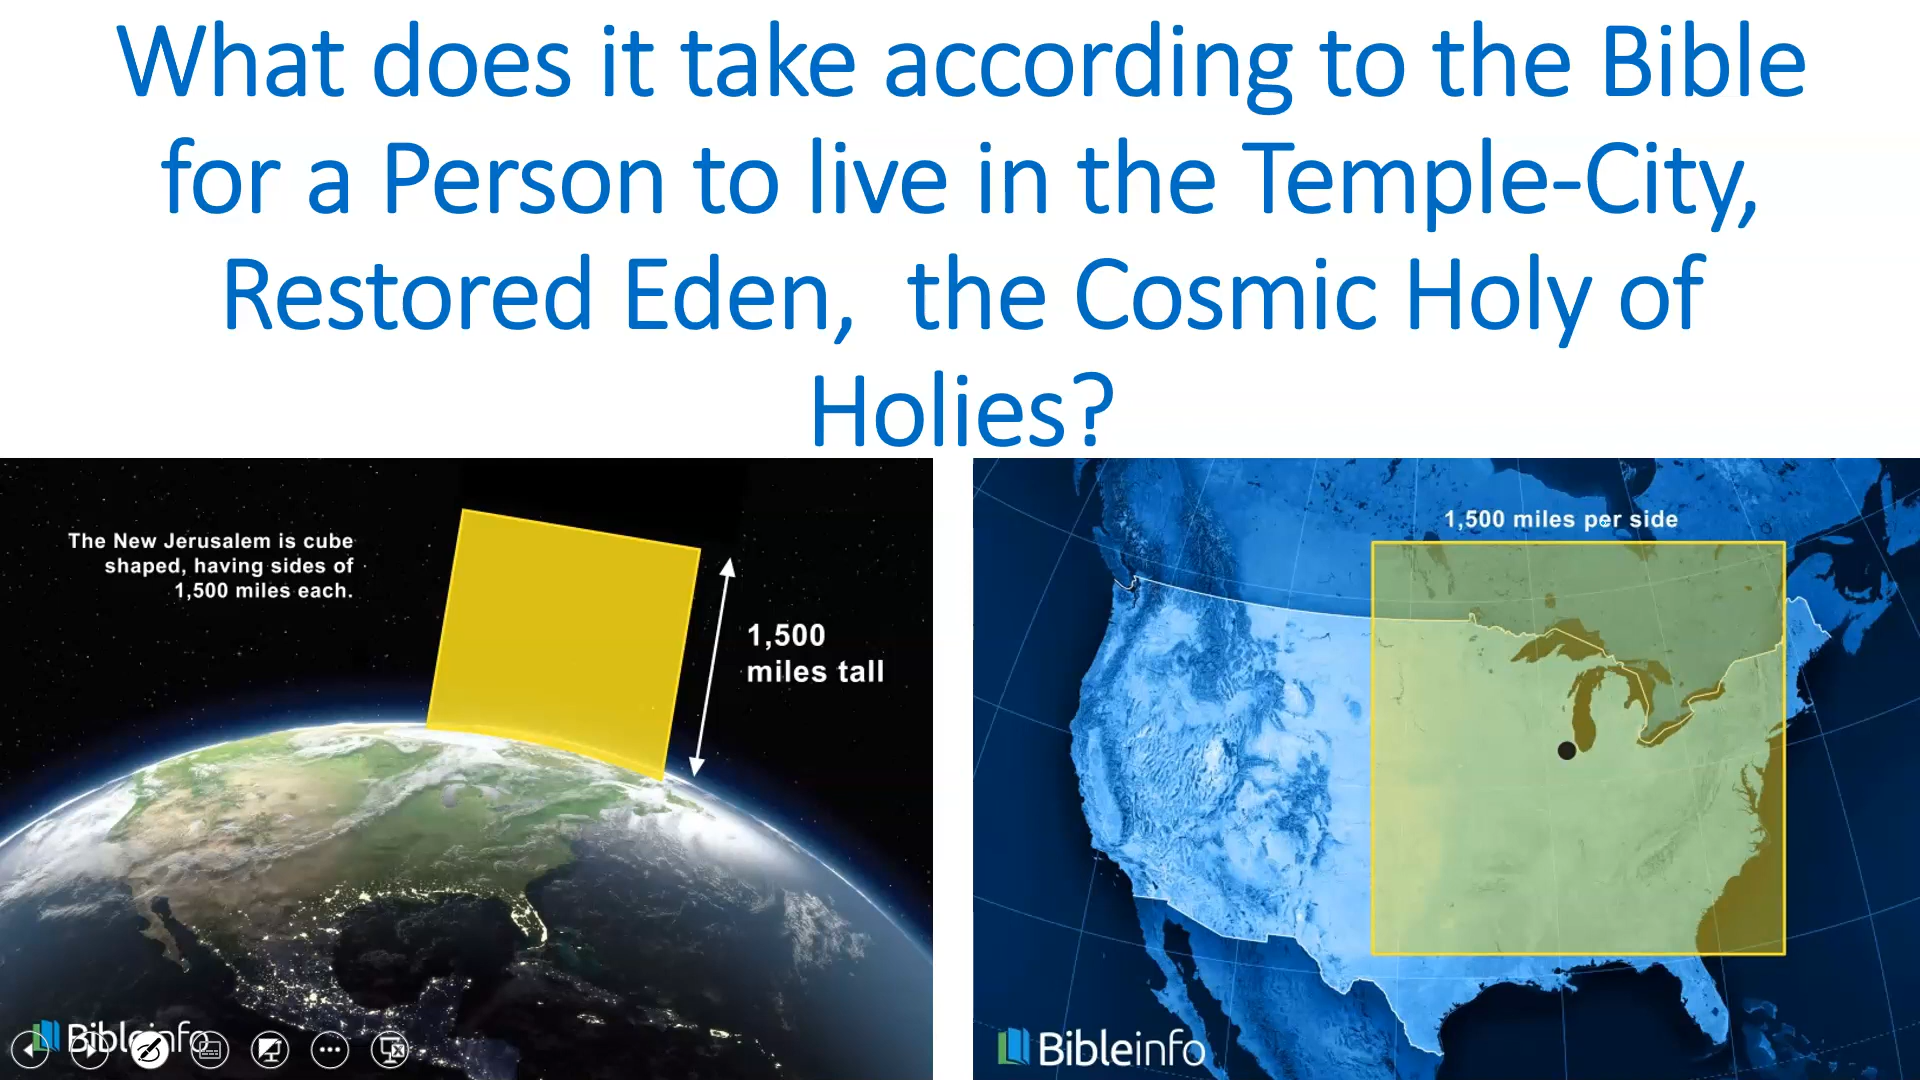 What does it take according to the Bible
for a Person to live in the Temple-City,
Restored Eden,  the Cosmic Holy of
Holies?
The New Jerusalem is cube
shaped, having sides of
1,500 miles each.
1,500
miles tall
Bibleinfo
1,500 miles per side
Bibleinfo